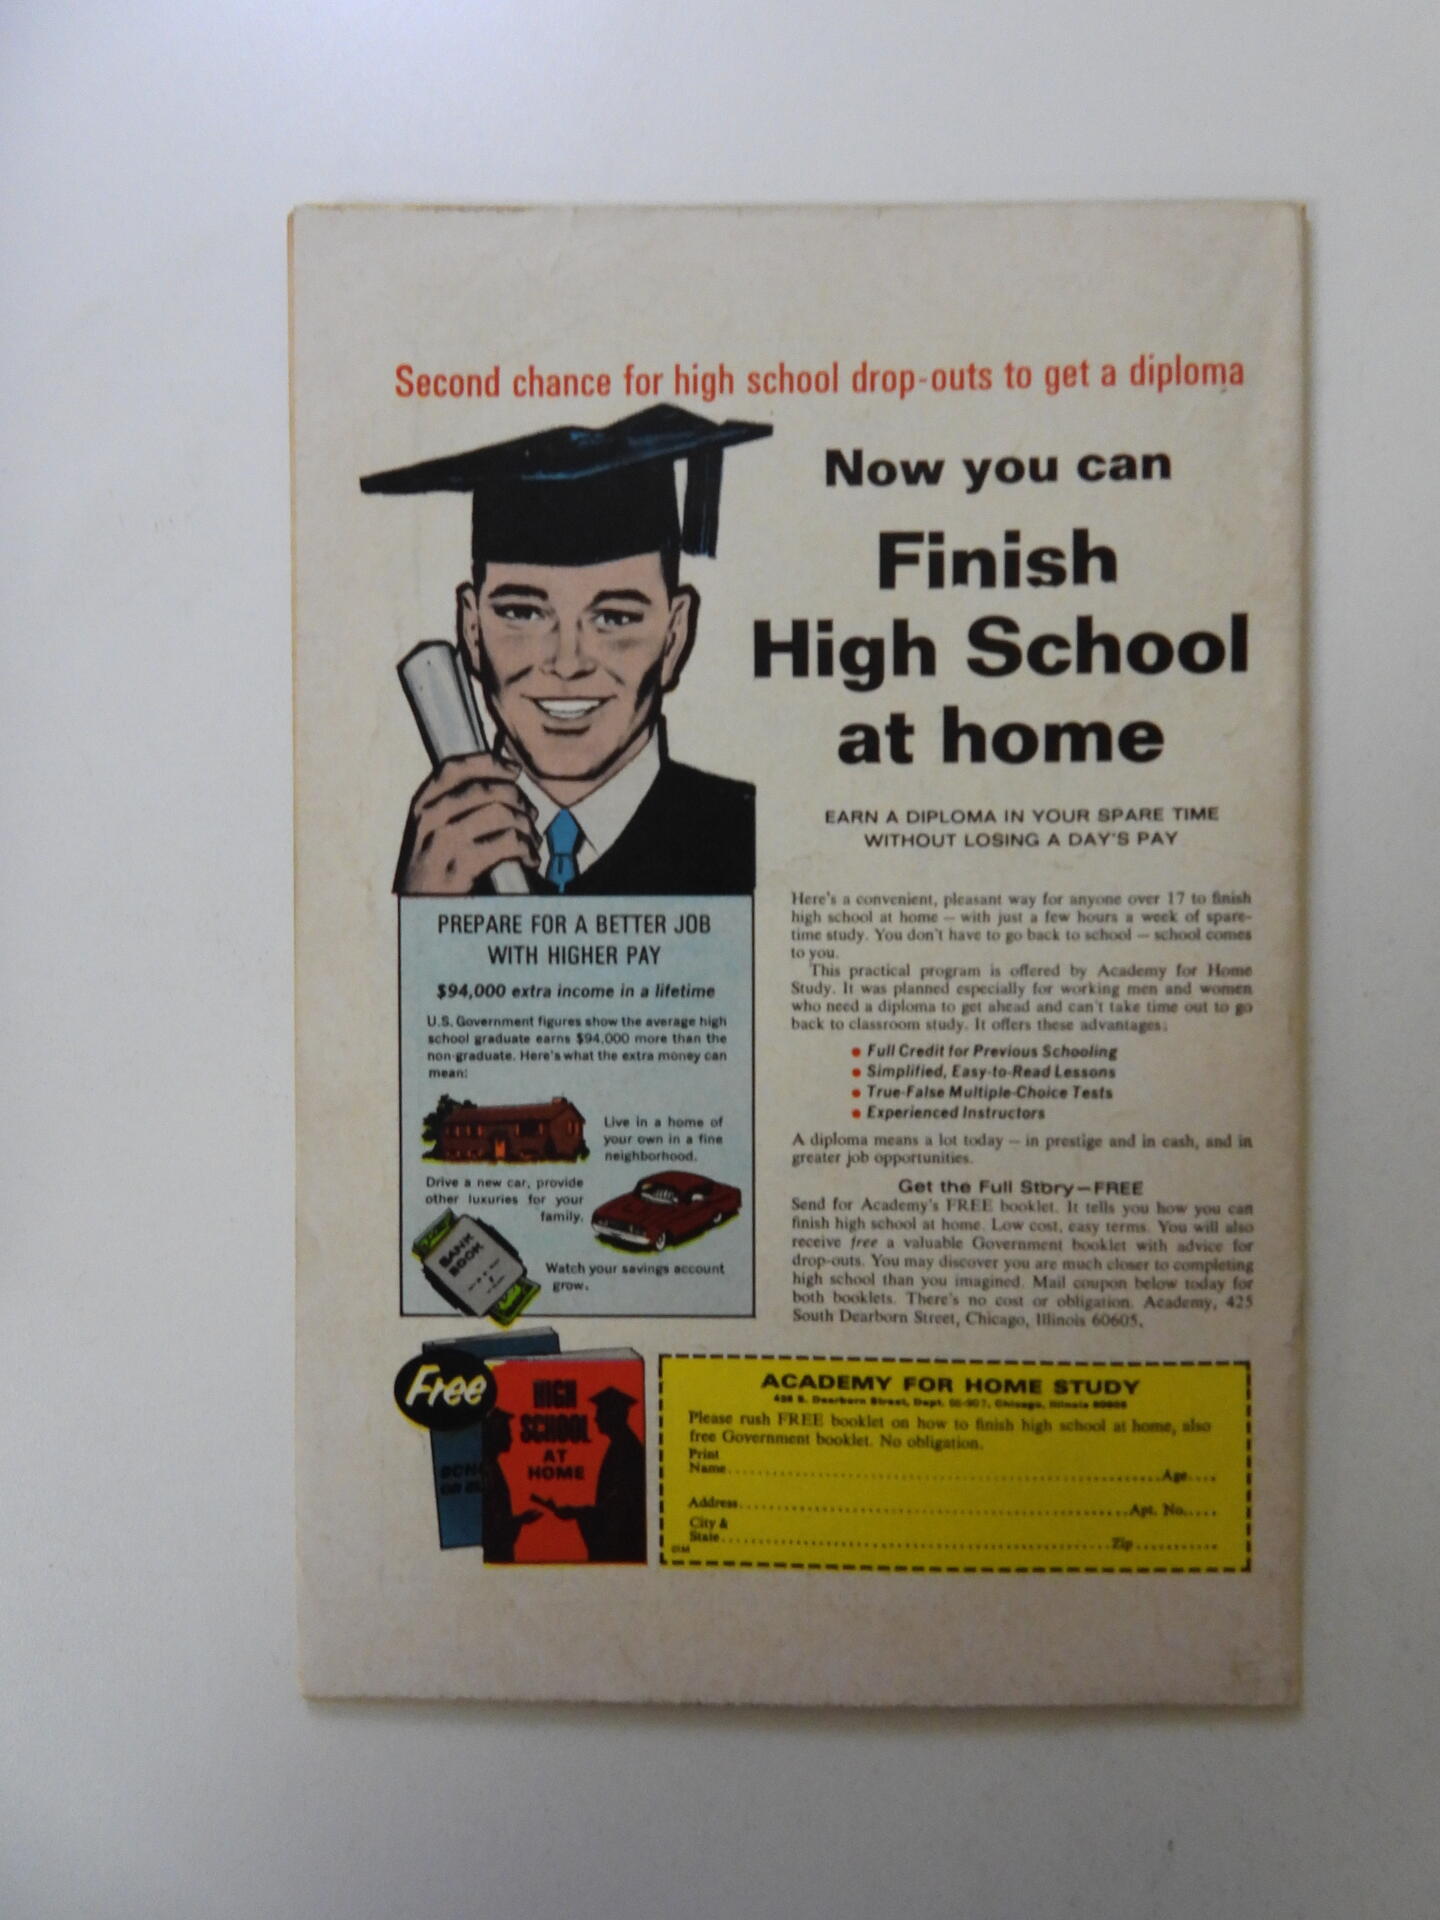 Second chance for high school drop-outs to get a diploma
Now you can
Finish
High School
at home
EARN A DIPLOMA IN YOUR SPARE TIME
WITHOUT LOSING A DAY'S PAY
PREPARE FOR A BETTER JOB
WITH HIGHER PAY
$94,000 extra income in a lifetime
U.S. Government figures show the average high
school graduate earns $94,000 more than the
non-graduate. Here's what the extra money can
mean:
Live in a home of
your own in a fine
neighborhood.
Drive a new car, provide
other luxuries for your
family.
BANK
BOOK
Watch your savings account
grow.
Here's a convenient, pleasant way for anyone over 17 to finish
high school at home – with just a few hours a week of spare-
time study. You don't have to go back to school – school comes
to you.
This practical program is offered by Academy for Home
Study. It was planned especially for working men and women
who need a diploma to get ahead and can't take time out to go
back to classroom study. It offers these advantages:
• Full Credit for Previous Schooling
• Simplified, Easy-to-Read Lessons
• True-False Multiple-Choice Tests
• Experienced Instructors
A diploma means a lot today – in prestige and in cash, and in
greater job opportunities.
Get the Full Story—FREE
Send for Academy's FREE booklet. It tells you how you can
finish high school at home. Low cost, easy terms. You will also
receive free a valuable Government booklet with advice for
drop-outs. You may discover you are much closer to completing
high school than you imagined. Mail coupon below today for
both booklets. There's no cost or obligation. Academy, 425
South Dearborn Street, Chicago, Illinois 60605.
Free
HIGH
SCHOOL
AT
HOME
ACADEMY FOR HOME STUDY
425 S. Dearborn Street, Dept. Chicago, Illinois 60605
Please rush FREE booklet on how to finish high school at home, also
free Government booklet. No obligation.
Print
Name Age
Address Apt. No.
City &
State Zip